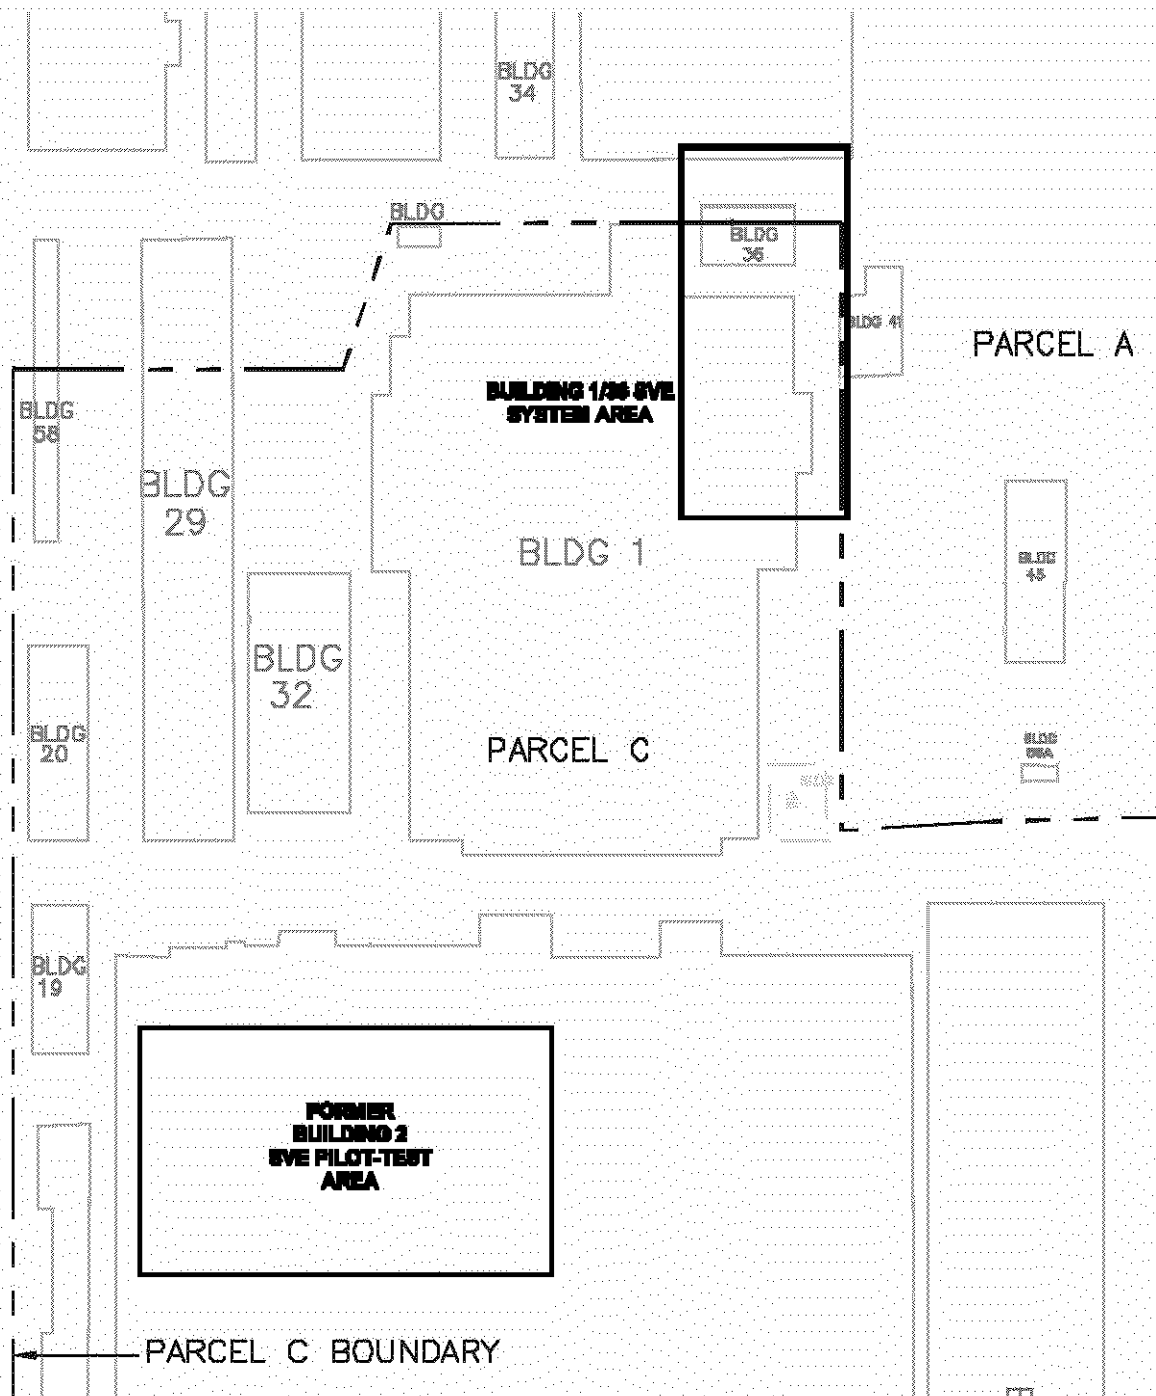 BLDG
34
BLDG
BLDG
36
BLDG 41
PARCEL A
BUILDING 1/36 SVE
SYSTEM AREA
BLDG
58
BLDG
29
BLDG 1
BLDG
45
BLDG
32
BLDG
20
PARCEL C
BLDG
BLDG
19
FORMER
BUILDING 2
SVE PILOT-TEST
AREA
PARCEL C BOUNDARY